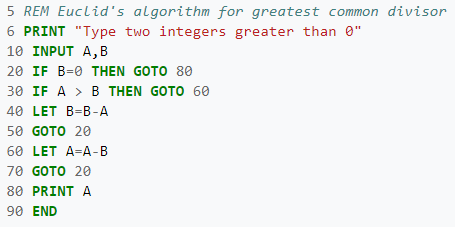 5 REM Euclid's algorithm for greatest common divisor
6 PRINT "Type two integers greater than 0"
10 INPUT A,B
20 IF B=0 THEN GOTO 80
30 IF A > B THEN GOTO 60
40 LET B=B-A
50 GOTO 20
60 LET A=A-B
70 GOTO 20
80 PRINT A
90 END